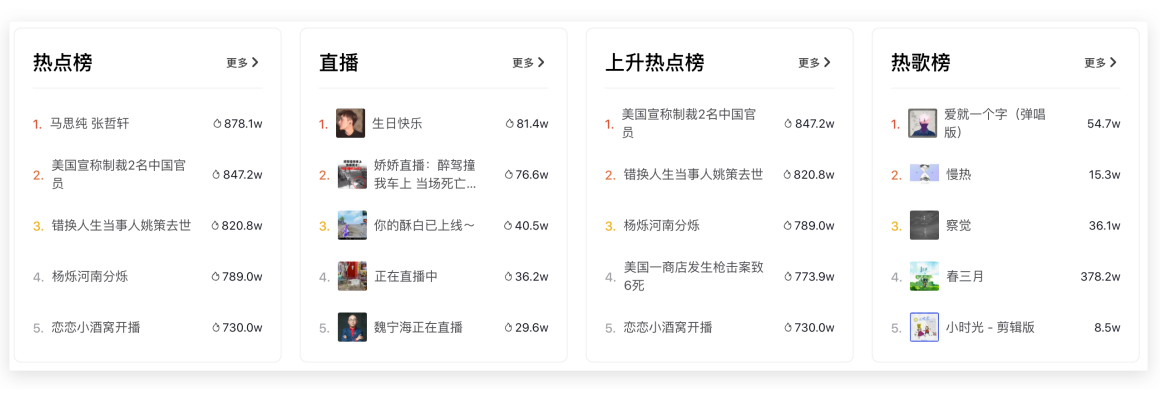 热点榜
更多
1. 马思纯 张哲轩 878.1w
2. 美国宣称制裁2名中国官
员 847.2w
3. 错换人生当事人姚策去世 820.8w
4. 杨烁河南分烁 789.0w
5. 恋恋小酒窝开播 730.0w
直播
更多
1. 生日快乐 81.4w
2. 娇娇直播：醉驾撞
我车上 当场死亡... 76.6w
3. 你的酥白已上线～ 40.5w
4. 正在直播中 36.2w
5. 魏宁海正在直播 29.6w
上升热点榜
更多
1. 美国宣称制裁2名中国官
员 847.2w
2. 错换人生当事人姚策去世 820.8w
3. 杨烁河南分烁 789.0w
4. 美国一商店发生枪击案致
6死 773.9w
5. 恋恋小酒窝开播 730.0w
热歌榜
更多
1. 爱就一个字（弹唱
版） 54.7w
2. 慢热 15.3w
3. 察觉 36.1w
4. 春三月 378.2w
5. 小时光 - 剪辑版 8.5w